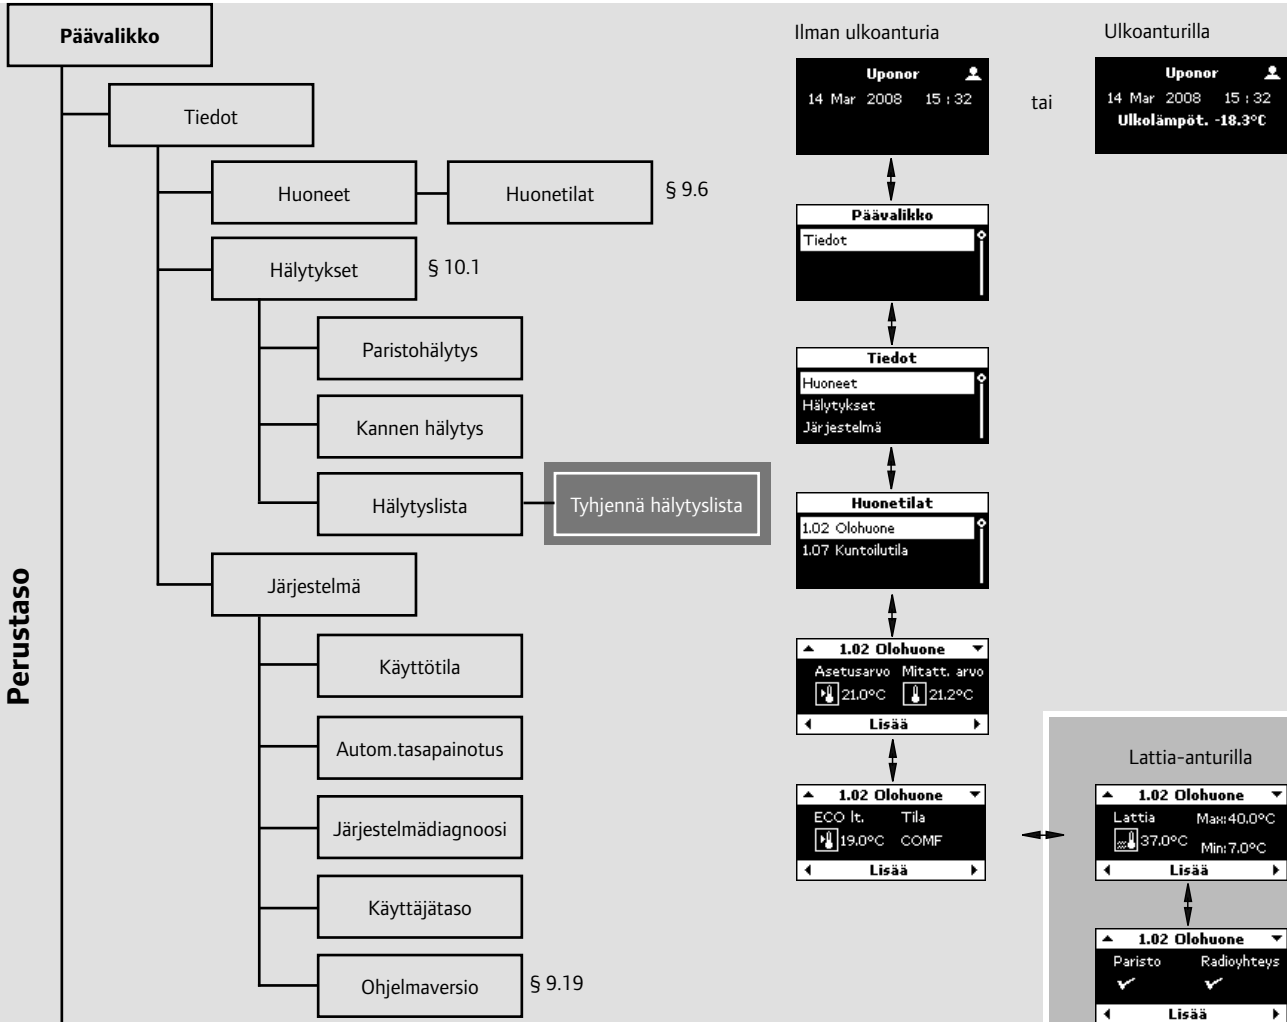 Päävalikko
Tiedot
Huoneet
Huonetilat
§ 9.6
Hälytykset
§ 10.1
Paristohälytys
Kannen hälytys
Hälytyslista
Tyhjennä hälytyslista
Järjestelmä
Käyttötila
Autom.tasapainotus
Järjestelmädiagnoosi
Käyttäjätaso
Ohjelmaversio
§ 9.19
Perustaso
Ilman ulkoanturia
Uponor
14 Mar 2008 15:32
tai
Ulkoanturilla
Uponor
14 Mar 2008 15:32
Ulkolämpöt. -18.3°C
Päävalikko
Tiedot
Tiedot
Huoneet
Hälytykset
Järjestelmä
Huonetilat
1.02 Olohuone
1.07 Kuntoilutila
1.02 Olohuone
Asetusarvo Mitatt. arvo
21.0°C 21.2°C
Lisää
1.02 Olohuone
ECO lt. Tila
19.0°C COMF
Lisää
Lattia-anturilla
1.02 Olohuone
Lattia Max:40.0°C
37.0°C Min:7.0°C
Lisää
1.02 Olohuone
Paristo Radioyhteys
Lisää